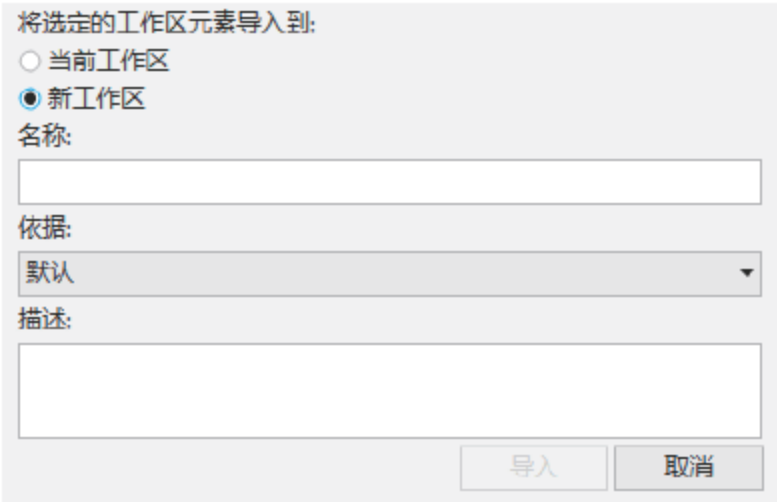 将选定的工作区元素导入到:
当前工作区
新工作区
名称:
依据:
默认
描述:
导入 取消